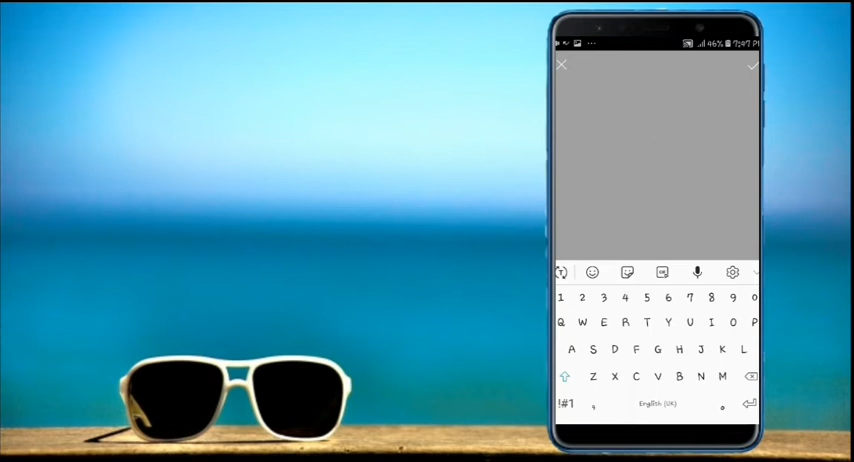 46% 7:47 P
1 2 3 4 5 6 7 8 9 0
Q W E R T Y U I O P
A S D F G H J K L
Z X C V B N M
!#1 , English (UK) .